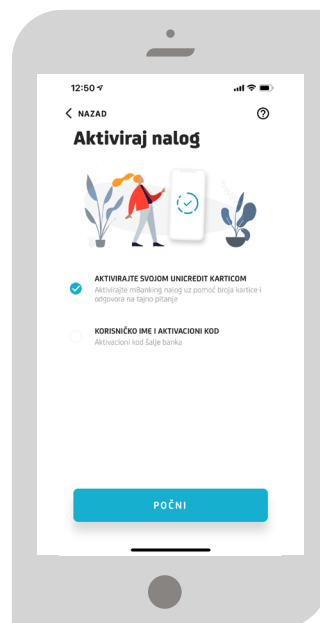 12:50
NAZAD
Aktiviraj nalog
AKTIVIRAJTE SVOJOM UNICREDIT KARTICOM
Aktivirajte mBanking nalog uz pomoć broja kartice i
odgovora na tajno pitanje
KORISNIČKO IME I AKTIVACIONI KOD
Aktivacioni kod šalje banka
POČNI